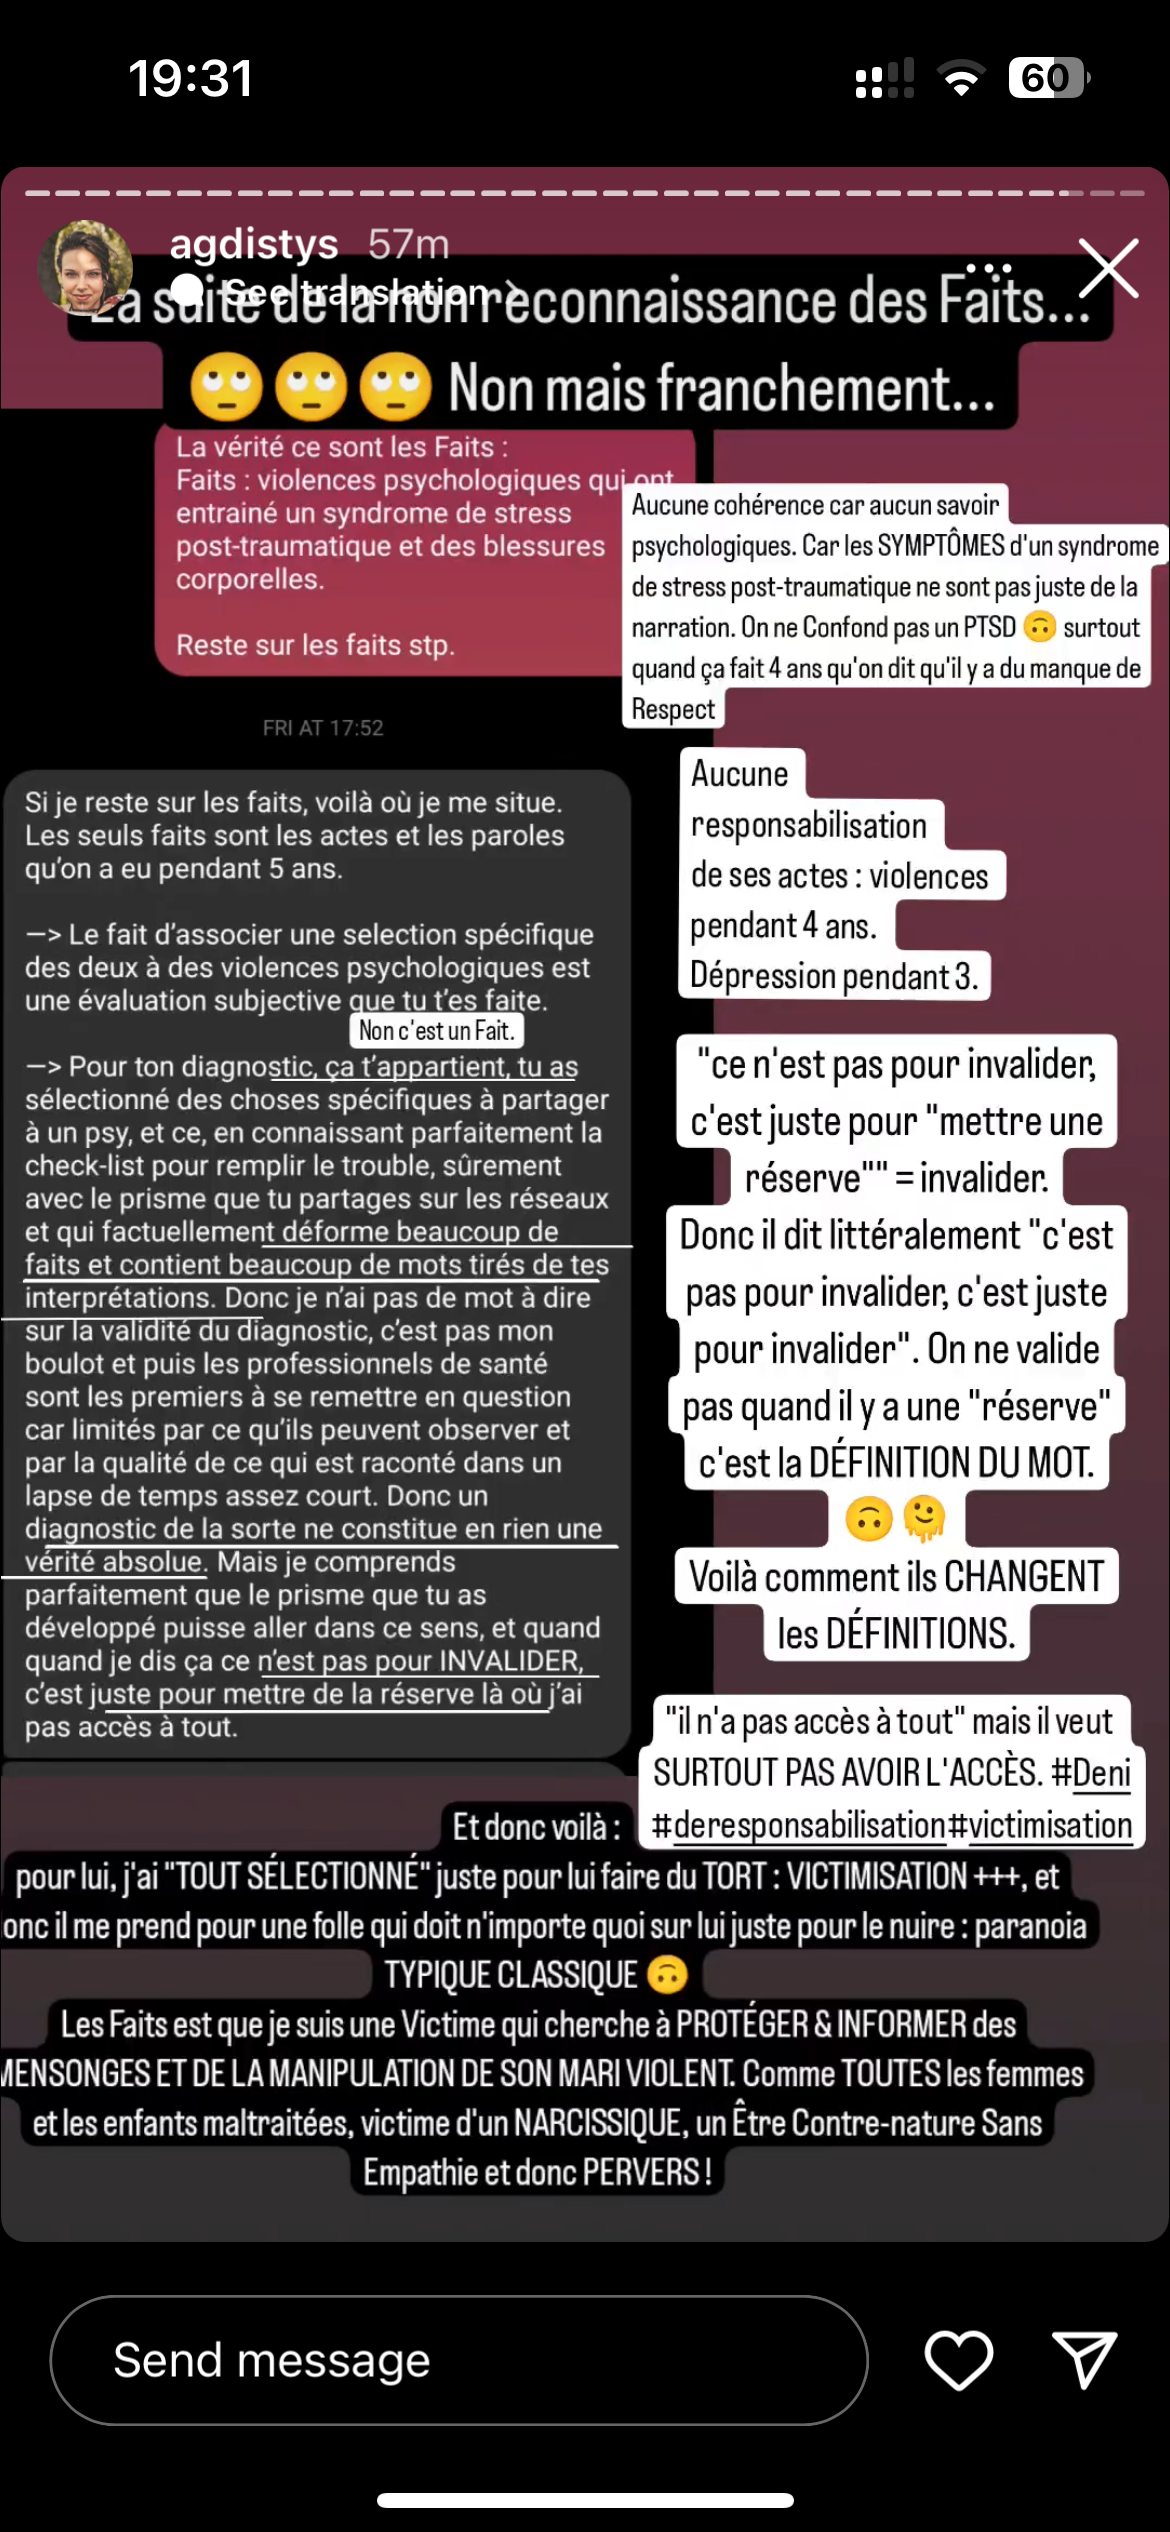 19:31
60
agdistys 57m
See translation
La suite de la non reconnaissance des Faits...
🙄🙄🙄 Non mais franchement...
La vérité ce sont les Faits :
Faits : violences psychologiques qui ont
entrainé un syndrome de stress
post-traumatique et des blessures
corporelles.
Reste sur les faits stp.
Aucune cohérence car aucun savoir
psychologiques. Car les SYMPTÔMES d'un syndrome
de stress post-traumatique ne sont pas juste de la
narration. On ne Confond pas un PTSD 🙃 surtout
quand ça fait 4 ans qu'on dit qu'il y a du manque de
Respect
FRI AT 17:52
Si je reste sur les faits, voilà où je me situe.
Les seuls faits sont les actes et les paroles
qu'on a eu pendant 5 ans.
—> Le fait d'associer une selection spécifique
des deux à des violences psychologiques est
une évaluation subjective que tu t'es faite.
Non c'est un Fait.
—> Pour ton diagnostic, ça t'appartient, tu as
sélectionné des choses spécifiques à partager
à un psy, et ce, en connaissant parfaitement la
check-list pour remplir le trouble, sûrement
avec le prisme que tu partages sur les réseaux
et qui factuellement déforme beaucoup de
faits et contient beaucoup de mots tirés de tes
interprétations. Donc je n'ai pas de mot à dire
sur la validité du diagnostic, c'est pas mon
boulot et puis les professionnels de santé
sont les premiers à se remettre en question
car limités par ce qu'ils peuvent observer et
par la qualité de ce qui est raconté dans un
lapse de temps assez court. Donc un
diagnostic de la sorte ne constitue en rien une
vérité absolue. Mais je comprends
parfaitement que le prisme que tu as
développé puisse aller dans ce sens, et quand
quand je dis ça ce n'est pas pour INVALIDER,
c'est juste pour mettre de la réserve là où j'ai
pas accès à tout.
Aucune
responsabilisation
de ses actes : violences
pendant 4 ans.
Dépression pendant 3.
"ce n'est pas pour invalider,
c'est juste pour "mettre une
réserve"" = invalider.
Donc il dit littéralement "c'est
pas pour invalider, c'est juste
pour invalider". On ne valide
pas quand il y a une "réserve"
c'est la DÉFINITION DU MOT.
🙃🫠
Voilà comment ils CHANGENT
les DÉFINITIONS.
"il n'a pas accès à tout" mais il veut
SURTOUT PAS AVOIR L'ACCÈS. #Deni
#deresponsabilisation#victimisation
Et donc voilà :
pour lui, j'ai "TOUT SÉLECTIONNÉ" juste pour lui faire du TORT : VICTIMISATION +++, et
onc il me prend pour une folle qui doit n'importe quoi sur lui juste pour le nuire : paranoia
TYPIQUE CLASSIQUE 🙃
Les Faits est que je suis une Victime qui cherche à PROTÉGER & INFORMER des
MENSONGES ET DE LA MANIPULATION DE SON MARI VIOLENT. Comme TOUTES les femmes
et les enfants maltraitées, victime d'un NARCISSIQUE, un Être Contre-nature Sans
Empathie et donc PERVERS !
Send message